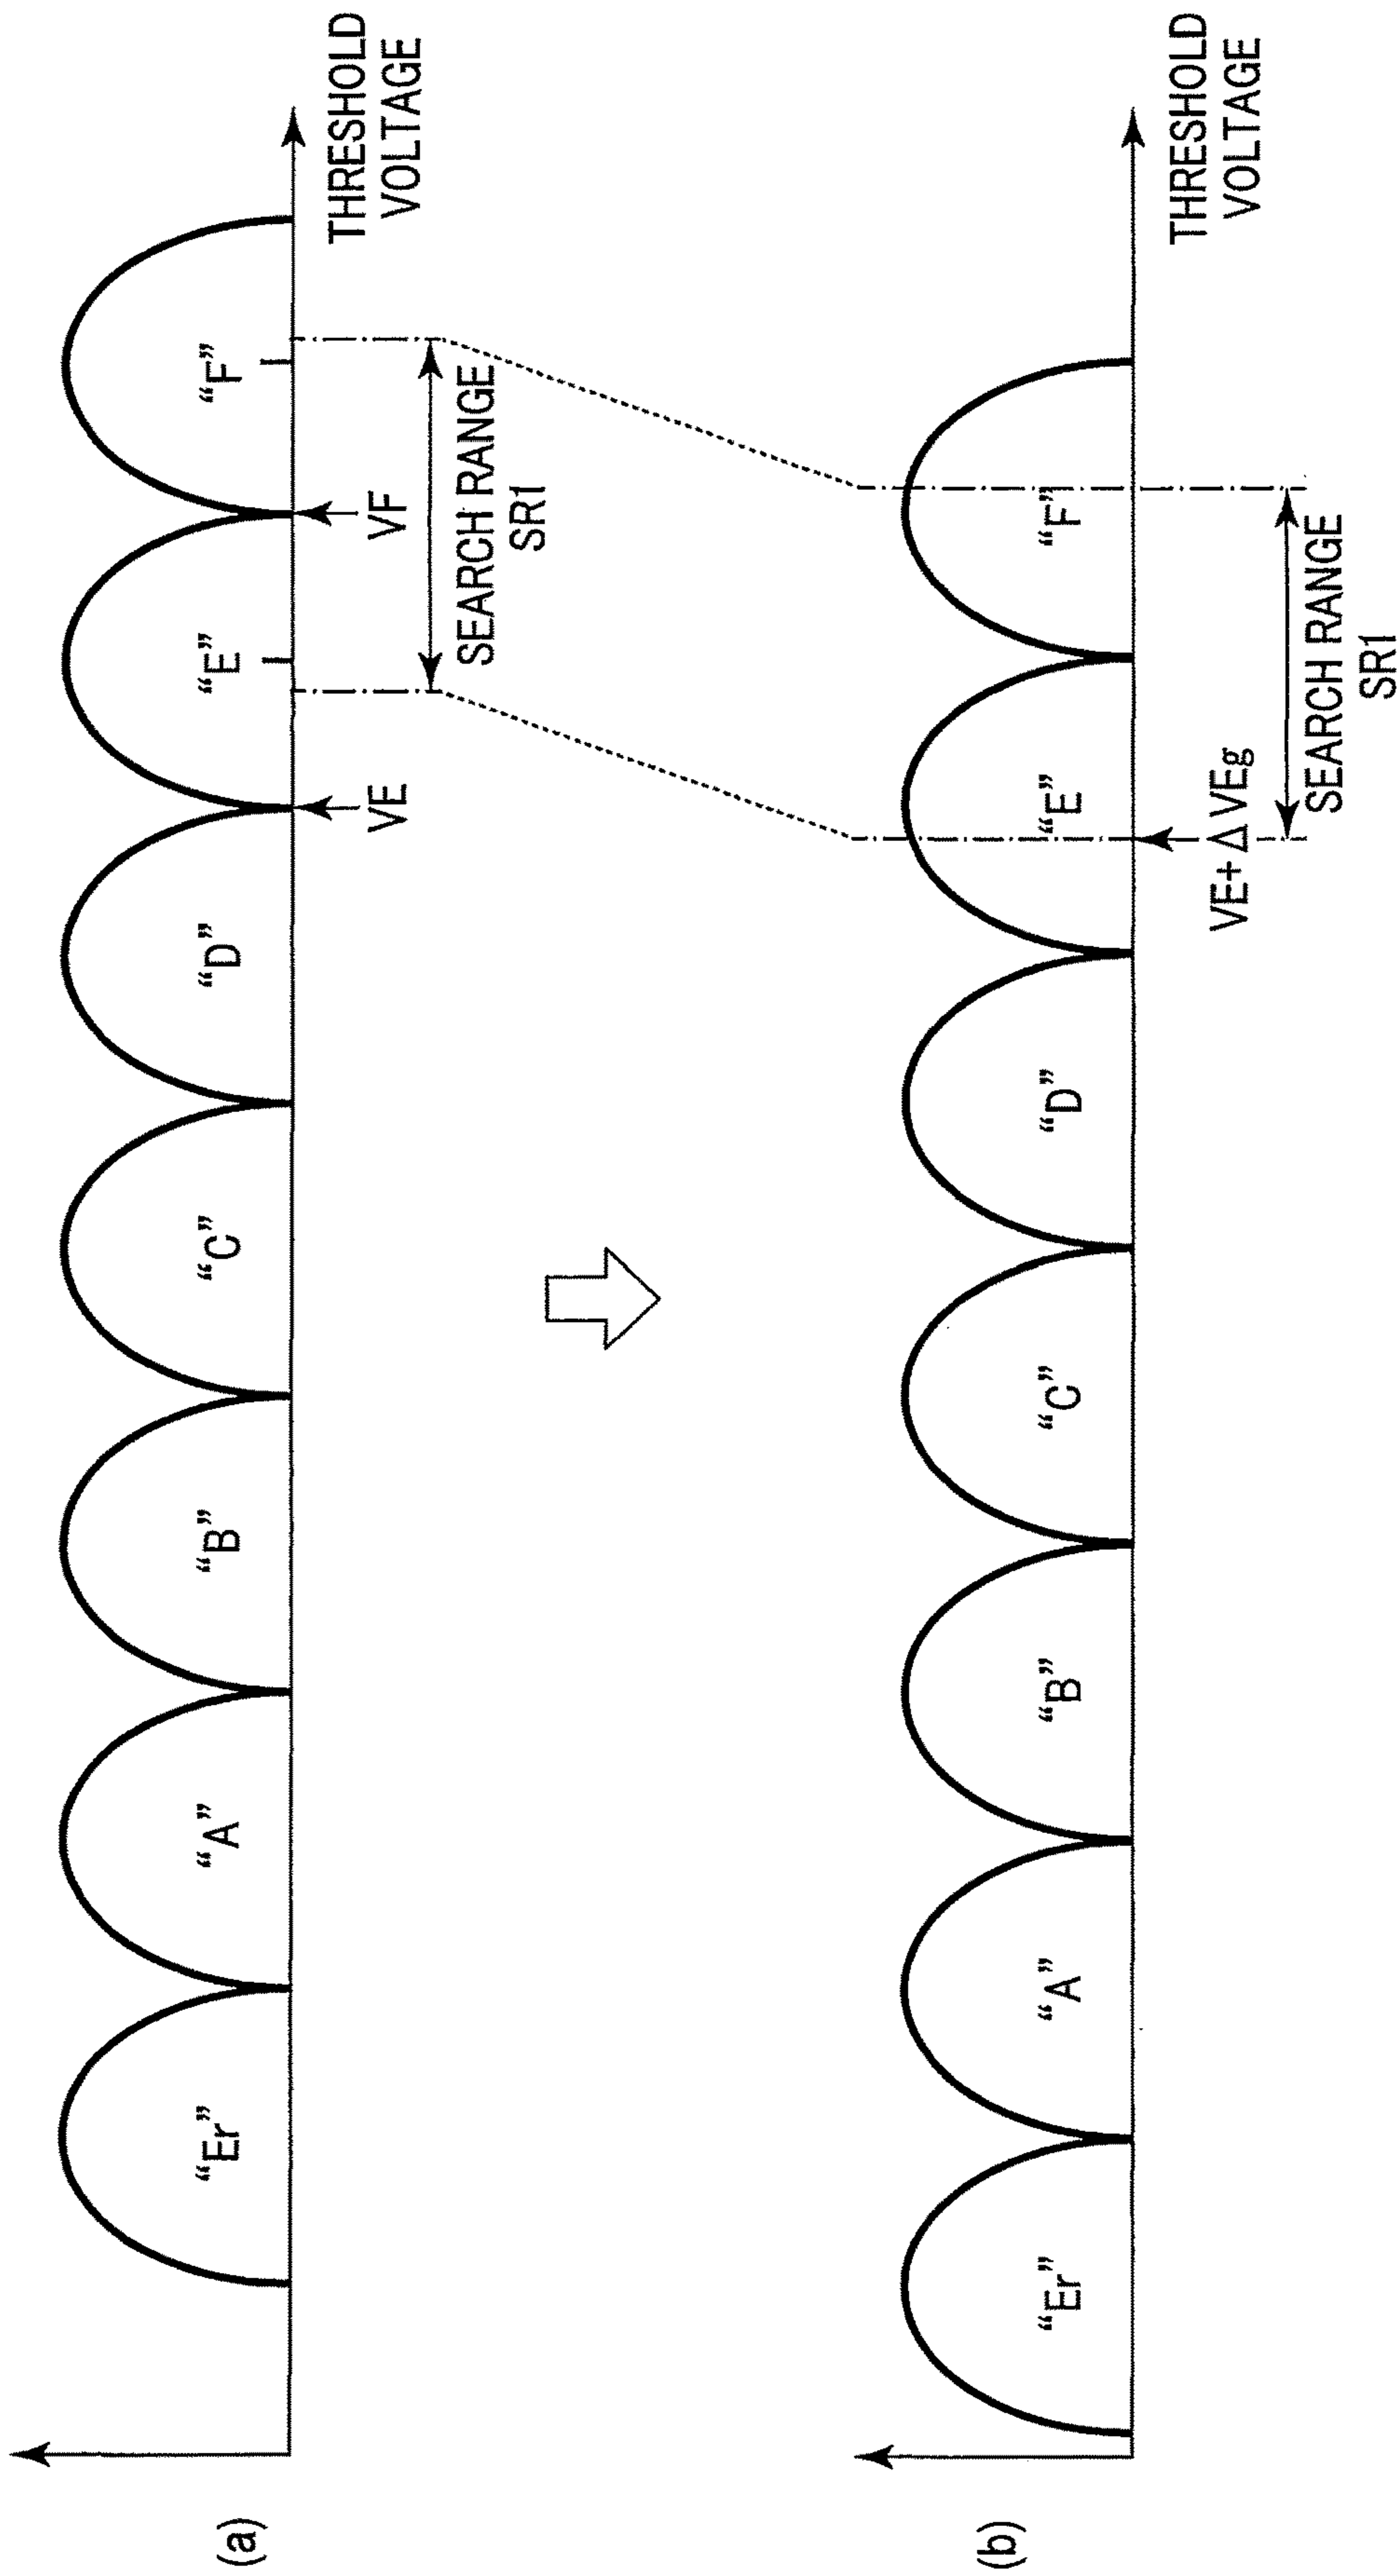 (a)
“Er” “A” “B” “C” “D” “E” “F”
VE VF
THRESHOLD
VOLTAGE
SEARCH RANGE
SR1
(b)
“Er” “A” “B” “C” “D” “E” “F”
THRESHOLD
VOLTAGE
VE+ΔVEg
SEARCH RANGE
SR1